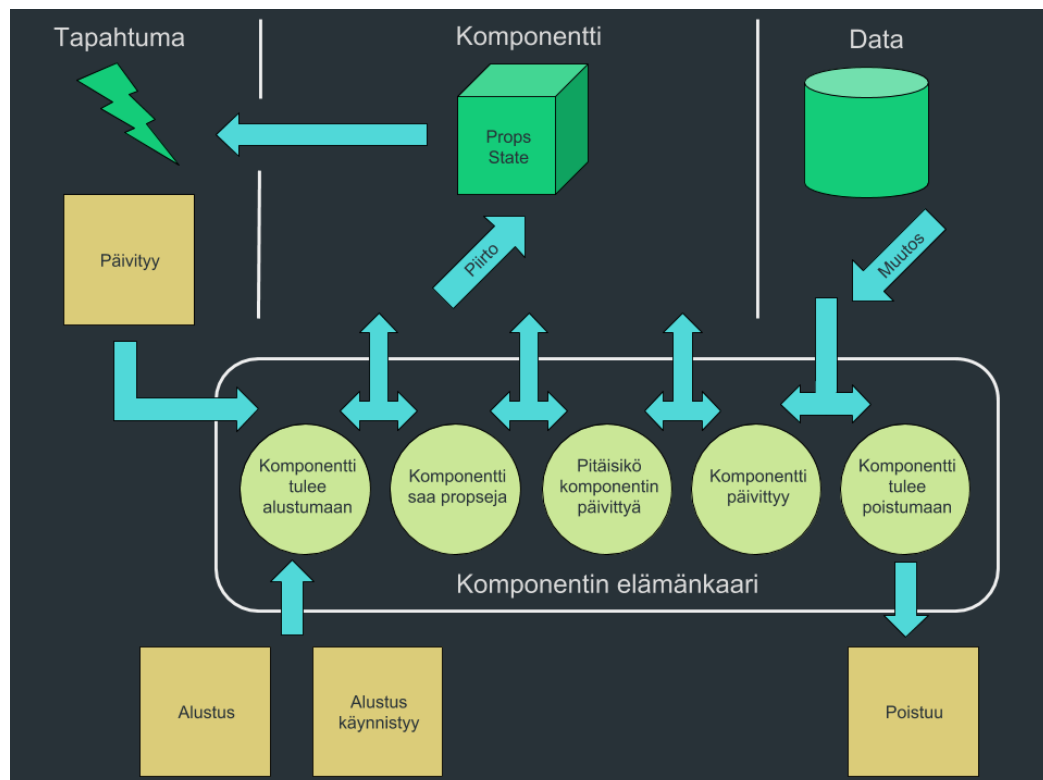 Tapahtuma
Komponentti
Data
Props
State
Päivityy
Piirto
Muutos
Komponentti
tulee
alustumaan
Komponentti
saa propseja
Pitäisikö
komponentin
päivittyä
Komponentti
päivittyy
Komponentti
tulee
poistumaan
Komponentin elämänkaari
Alustus
Alustus
käynnistyy
Poistuu